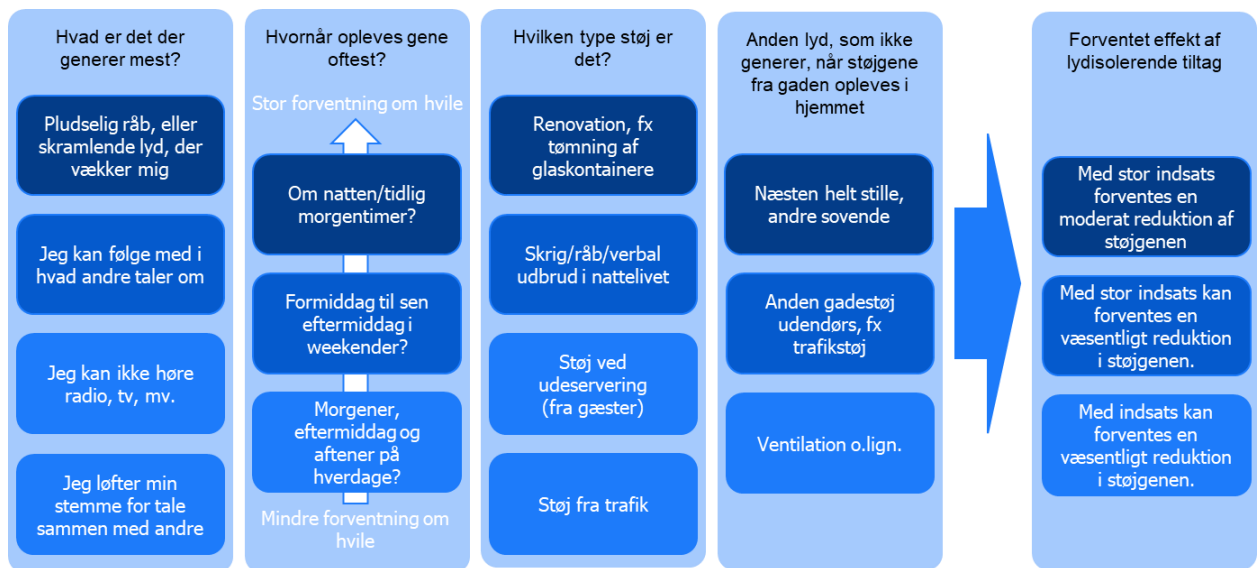 Hvad er det der
generer mest?
Pludselig råb, eller
skramlende lyd, der
vækker mig
Jeg kan følge med i
hvad andre taler om
Jeg kan ikke høre
radio, tv, mv.
Jeg løfter min
stemme for tale
sammen med andre
Hvornår opleves gene
oftest?
Stor forventning om hvile
Om natten/tidlig
morgentimer?
Formiddag til sen
eftermiddag i
weekender?
Morgener,
eftermiddag og
aftener på
hverdage?
Mindre forventning om
hvile
Hvilken type støj er
det?
Renovation, fx
tømning af
glaskontainere
Skrig/råb/verbal
udbrud i nattelivet
Støj ved
udeservering
(fra gæster)
Støj fra trafik
Anden lyd, som ikke
generer, når støjgene
fra gaden opleves i
hjemmet
Næsten helt stille,
andre sovende
Anden gadestøj
udendørs, fx
trafikstøj
Ventilation o.lign.
Forventet effekt af
lydisolerende tiltag
Med stor indsats
forventes en
moderat reduktion af
støjgenen
Med stor indsats kan
forventes en
væsentligt reduktion
i støjgenen.
Med indsats kan
forventes en
væsentligt reduktion
i støjgenen.